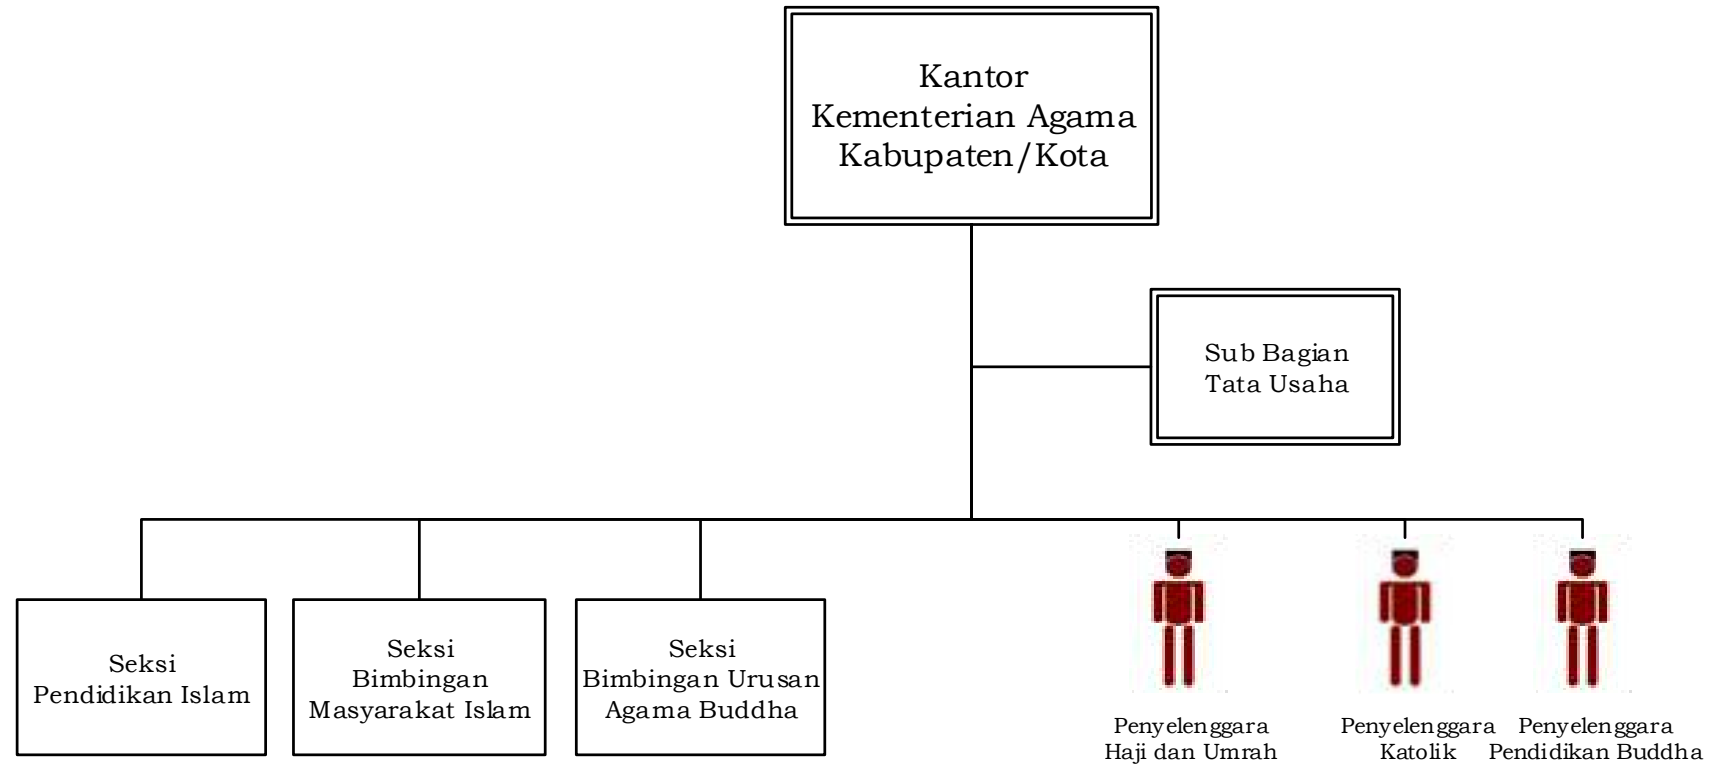 Kantor
Kementerian Agama
Kabupaten/Kota
Sub Bagian
Tata Usaha
Seksi
Pendidikan Islam
Seksi
Bimbingan
Masyarakat Islam
Seksi
Bimbingan Urusan
Agama Buddha
Penyelenggara
Haji dan Umrah
Penyelenggara
Katolik
Penyelenggara
Pendidikan Buddha